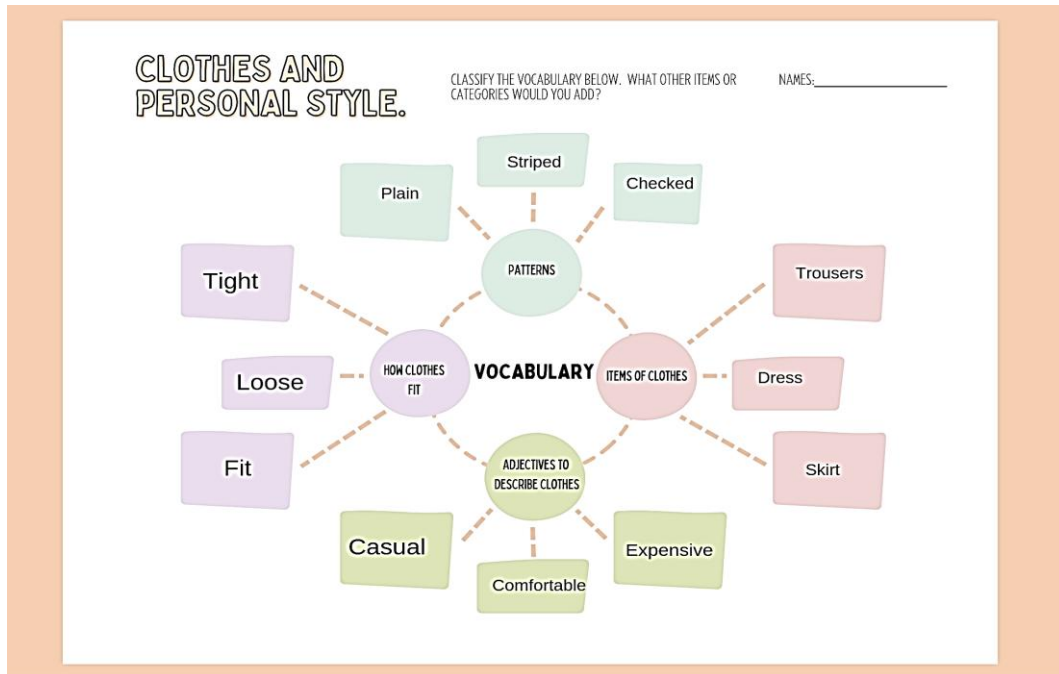 CLOTHES AND
PERSONAL STYLE.
CLASSIFY THE VOCABULARY BELOW. WHAT OTHER ITEMS OR
CATEGORIES WOULD YOU ADD?
NAMES:
Striped
Plain
Checked
PATTERNS
Tight
Trousers
HOW CLOTHES
FIT
VOCABULARY
ITEMS OF CLOTHES
Loose
Dress
Fit
Skirt
ADJECTIVES TO
DESCRIBE CLOTHES
Casual
Comfortable
Expensive